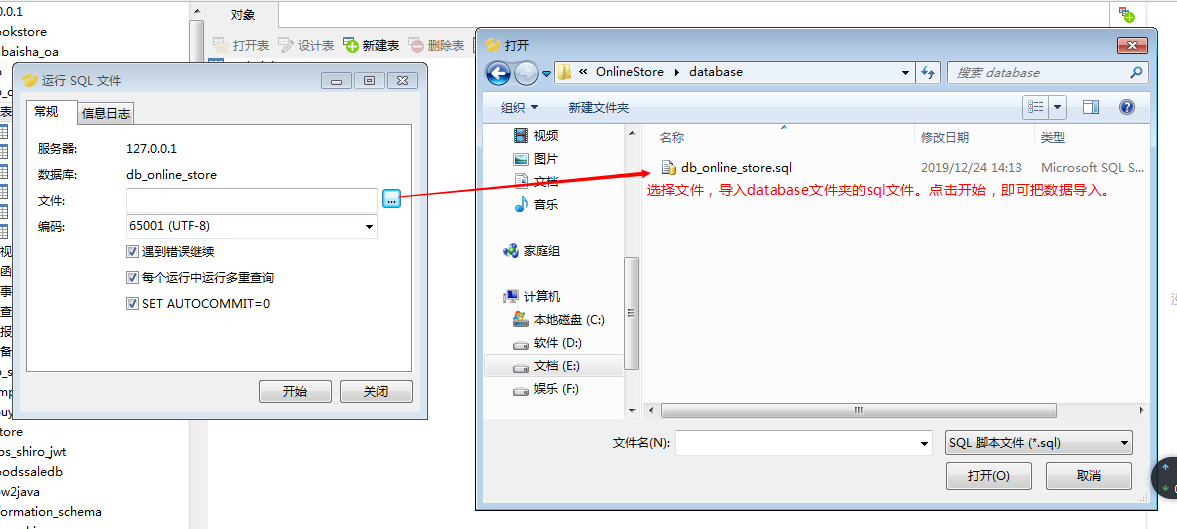 0.0.1
ookstore
baisha_oa
表
视
函
事
查
报
备
store
os_shiro_jwt
oodssaledb
ow2java
formation_schema
对象
打开表
设计表
新建表
删除表
运行 SQL 文件
常规
信息日志
服务器:
127.0.0.1
数据库:
db_online_store
文件:
...
编码:
65001 (UTF-8)
遇到错误继续
每个运行中运行多重查询
SET AUTOCOMMIT=0
开始
关闭
打开
« OnlineStore
database
搜索 database
组织
新建文件夹
视频
图片
文档
音乐
家庭组
计算机
本地磁盘 (C:)
软件 (D:)
文档 (E:)
娱乐 (F:)
名称
修改日期
类型
db_online_store.sql
2019/12/24 14:13
Microsoft SQL S...
选择文件，导入database文件夹的sql文件。点击开始，即可把数据导入。
文件名(N):
SQL 脚本文件 (*.sql)
打开(O)
取消